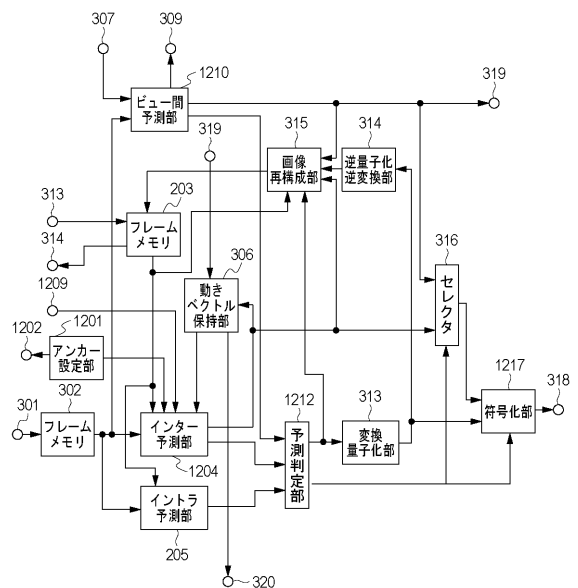 307
309
1210
ビュー間
予測部
319
319
315
314
画像
再構成部
逆量子化
逆変換部
313
203
フレーム
メモリ
314
306
316
動き
ベクトル
保持部
セレクタ
1209
1202
1201
アンカー
設定部
302
301
フレーム
メモリ
インター
予測部
1204
1212
予測判定部
313
変換
量子化部
1217
符号化部
318
イントラ
予測部
205
320